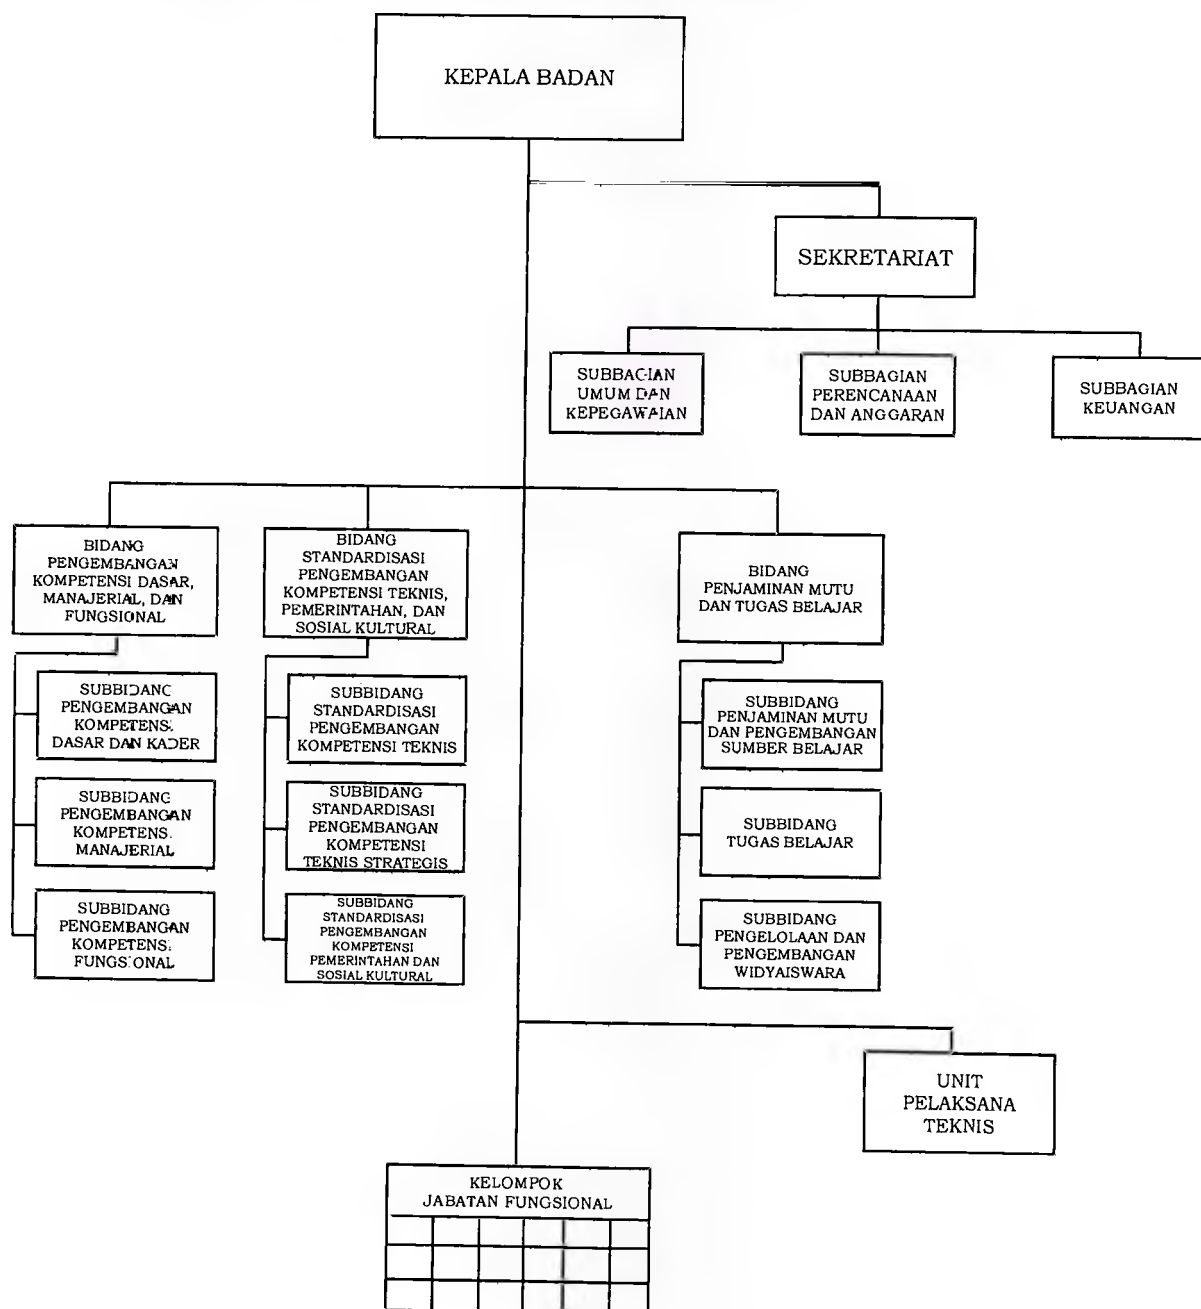 KEPALA BADAN
SEKRETARIAT
SUBBAGIAN
UMUM DAN
KEPEGAWAIAN
SUBBAGIAN
PERENCANAAN
DAN ANGGARAN
SUBBAGIAN
KEUANGAN
BIDANG
PENGEMBANGAN
KOMPETENSI DASAR,
MANAJERIAL, DAN
FUNGSIONAL
BIDANG
STANDARDISASI
PENGEMBANGAN
KOMPETENSI TEKNIS,
PEMERINTAHAN, DAN
SOSIAL KULTURAL
BIDANG
PENJAMINAN MUTU
DAN TUGAS BELAJAR
SUBBIDANG
PENGEMBANGAN
KOMPETENSI
DASAR DAN KADER
SUBBIDANG
PENGEMBANGAN
KOMPETENSI
MANAJERIAL
SUBBIDANG
PENGEMBANGAN
KOMPETENSI
FUNGSIONAL
SUBBIDANG
STANDARDISASI
PENGEMBANGAN
KOMPETENSI TEKNIS
SUBBIDANG
STANDARDISASI
PENGEMBANGAN
KOMPETENSI
TEKNIS STRATEGIS
SUBBIDANG
STANDARDISASI
PENGEMBANGAN
KOMPETENSI
PEMERINTAHAN DAN
SOSIAL KULTURAL
SUBBIDANG
PENJAMINAN MUTU
DAN PENGEMBANGAN
SUMBER BELAJAR
SUBBIDANG
TUGAS BELAJAR
SUBBIDANG
PENGELOLAAN DAN
PENGEMBANGAN
WIDYAISWARA
UNIT
PELAKSANA
TEKNIS
KELOMPOK
JABATAN FUNGSIONAL